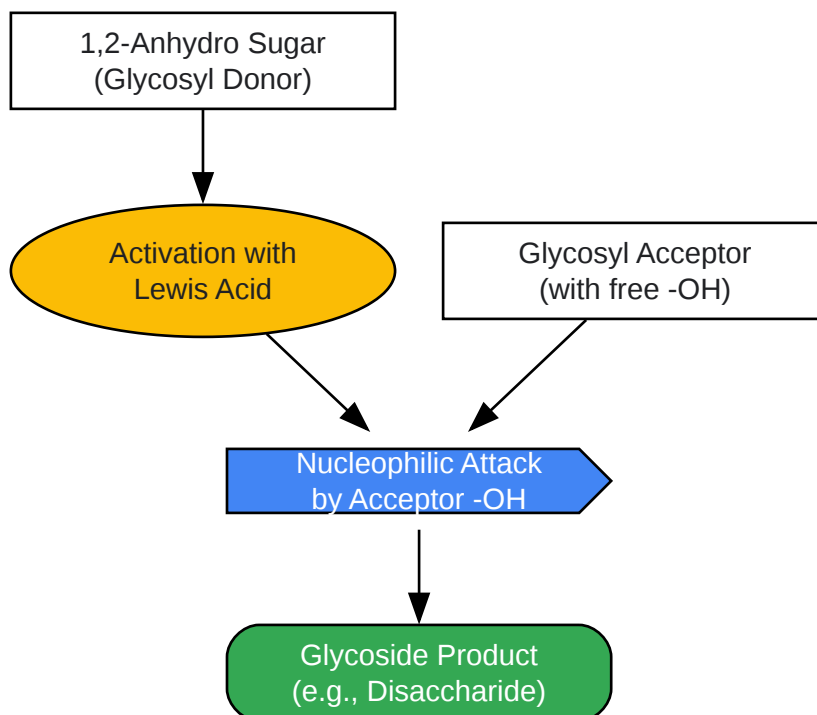 1,2-Anhydro Sugar
(Glycosyl Donor)
Activation with
Lewis Acid
Glycosyl Acceptor
(with free -OH)
Nucleophilic Attack
by Acceptor -OH
Glycoside Product
(e.g., Disaccharide)